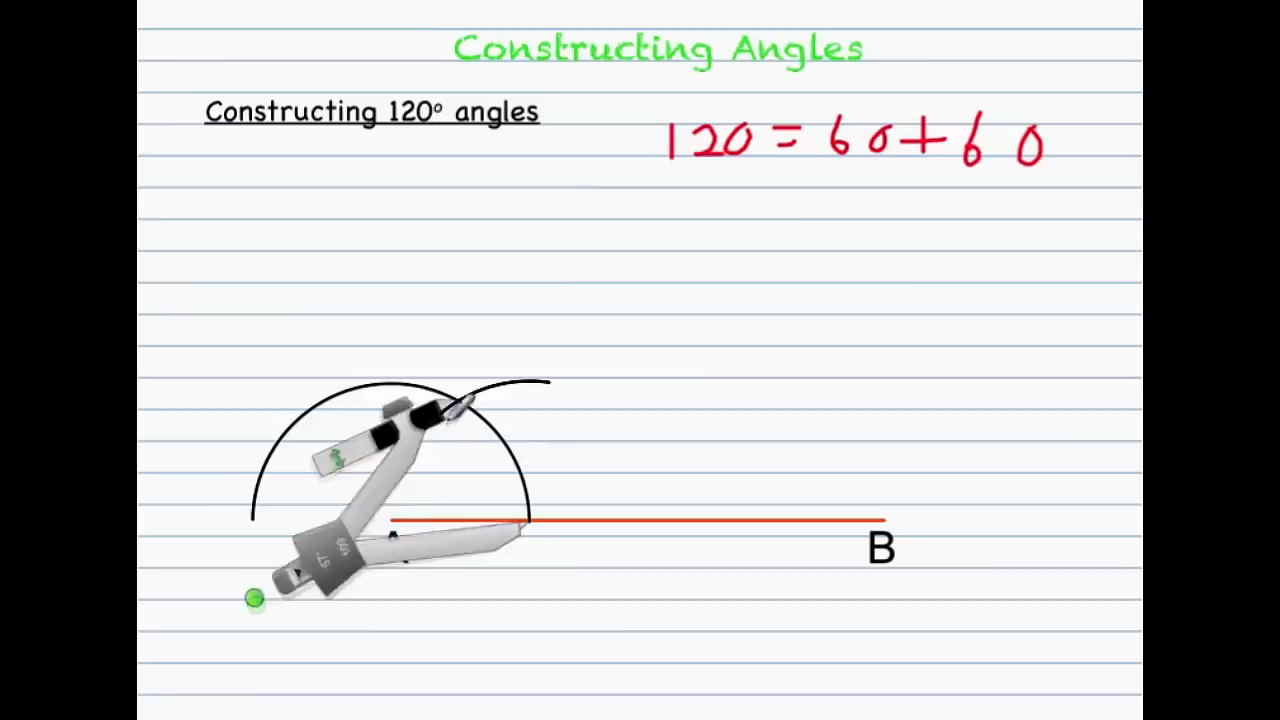 Constructing Angles
Constructing 120° angles
120 = 60 + 60
A
B